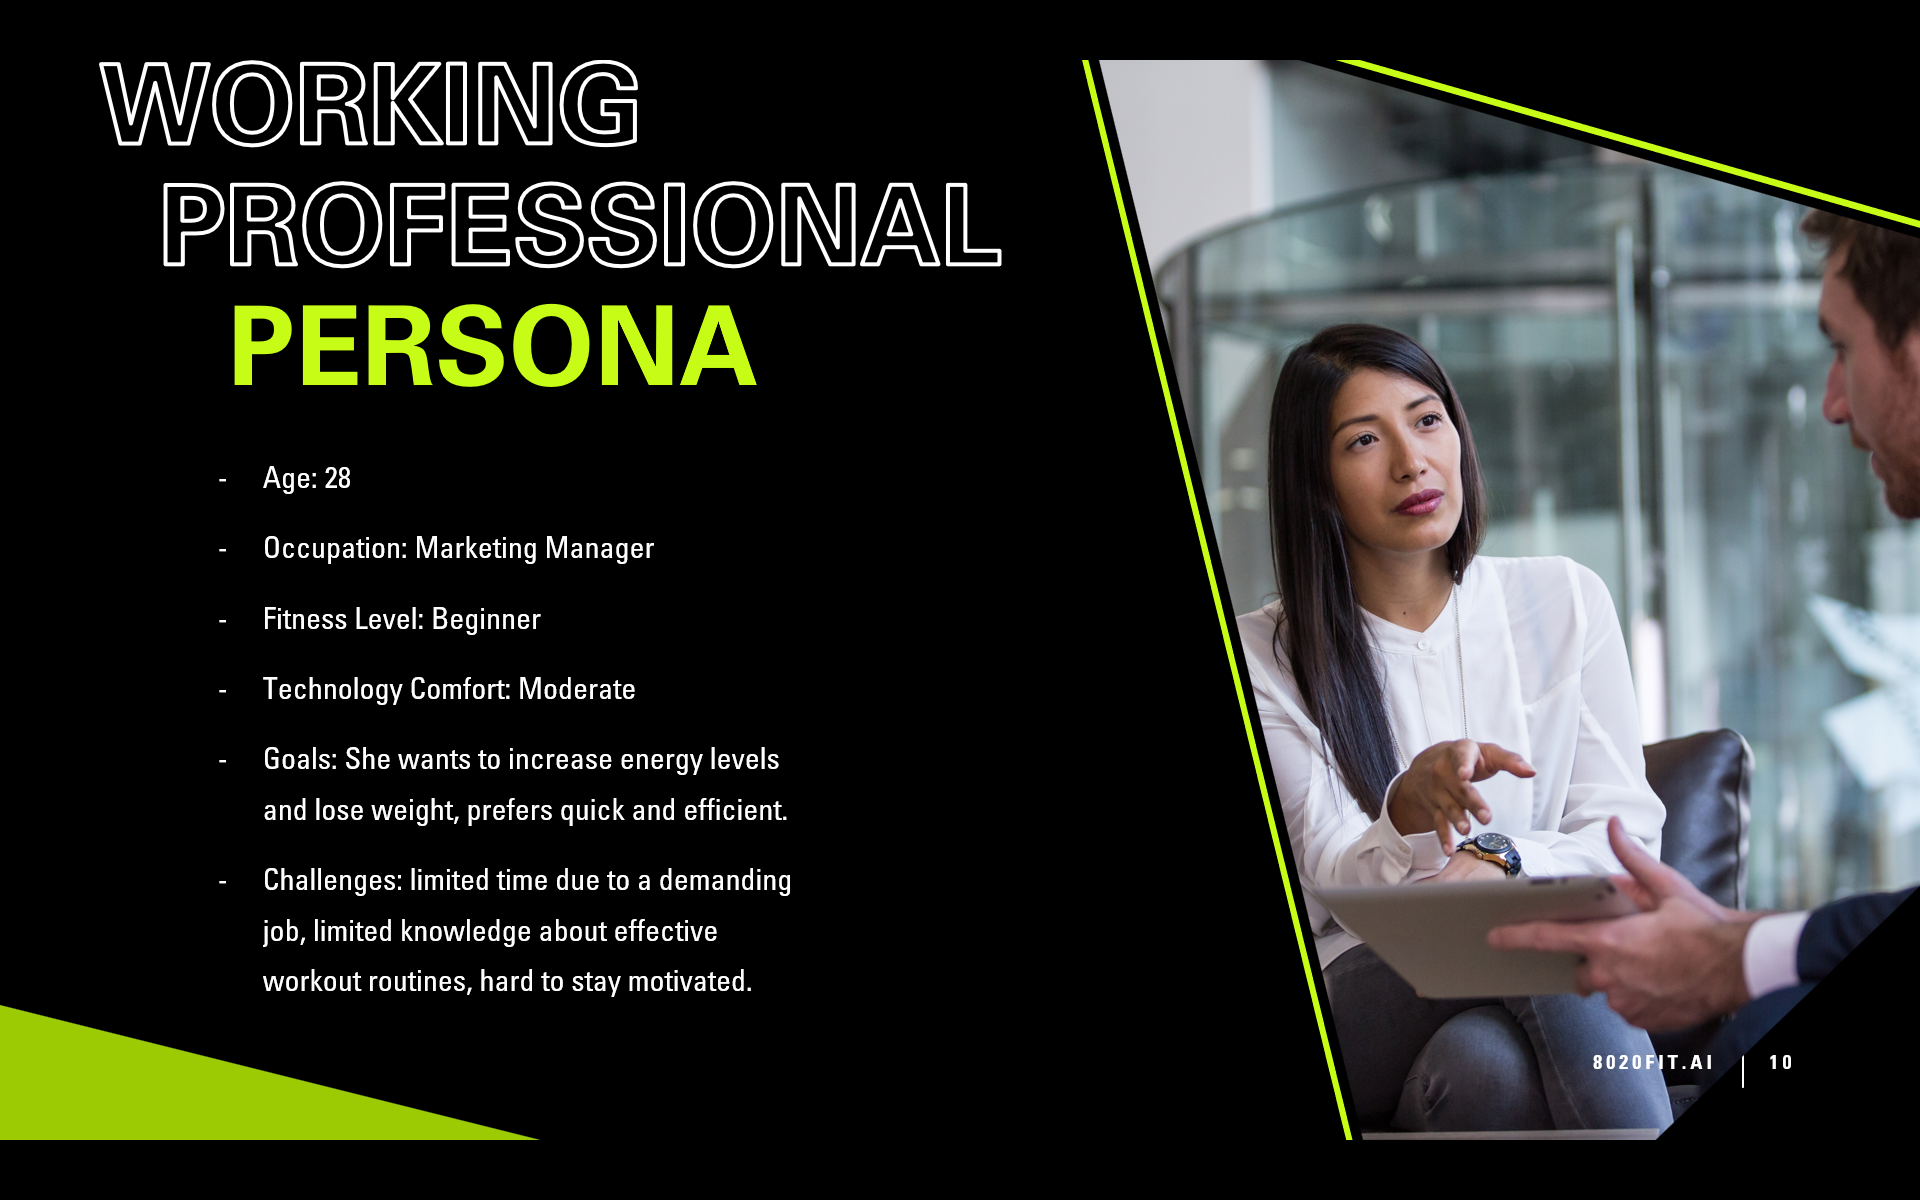 WORKING
PROFESSIONAL
PERSONA
- Age: 28
- Occupation: Marketing Manager
- Fitness Level: Beginner
- Technology Comfort: Moderate
- Goals: She wants to increase energy levels
and lose weight, prefers quick and efficient.
- Challenges: limited time due to a demanding
job, limited knowledge about effective
workout routines, hard to stay motivated.
8020FIT.AI | 10